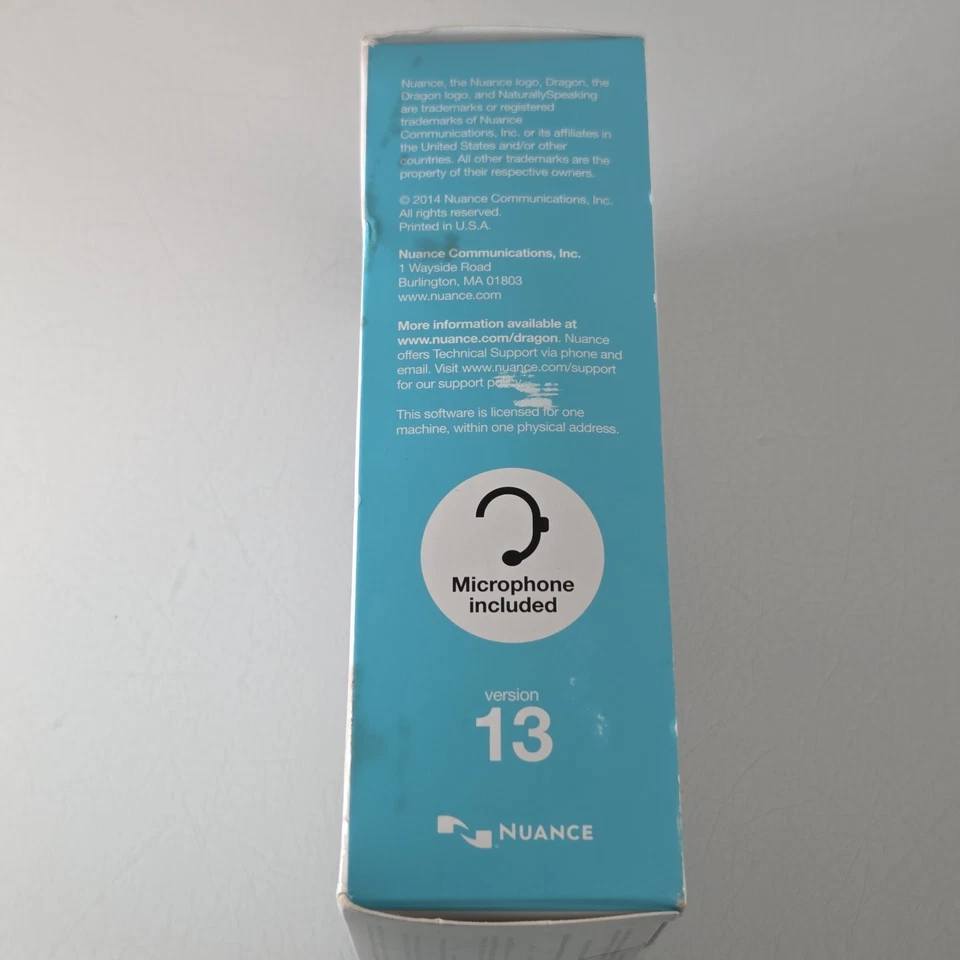 Nuance, the Nuance logo, Dragon, the
Dragon logo, and NaturallySpeaking
are trademarks or registered
trademarks of Nuance
Communications, Inc. or its affiliates in
the United States and/or other
countries. All other trademarks are the
property of their respective owners.
© 2014 Nuance Communications, Inc.
All rights reserved.
Printed in U.S.A.
Nuance Communications, Inc.
1 Wayside Road
Burlington, MA 01803
www.nuance.com
More information available at
www.nuance.com/dragon. Nuance
offers Technical Support via phone and
email. Visit www.nuance.com/support
for our support policy.
This software is licensed for one
machine, within one physical address.
Microphone
included
version
13
NUANCE